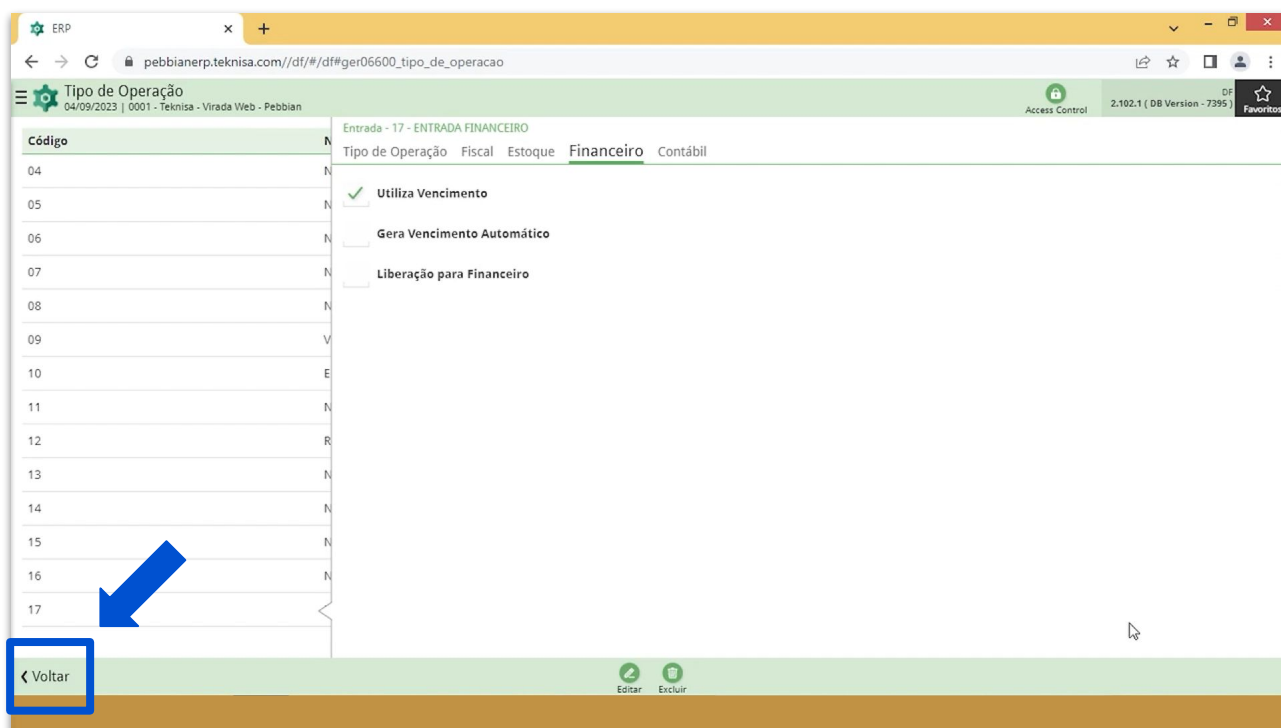 ERP
pebbianerp.teknisa.com//df/#/df#ger06600_tipo_de_operacao
Tipo de Operação
04/09/2023 | 0001 - Teknisa - Virada Web - Pebbian
Access Control
DF
2.102.1 ( DB Version - 7395 )
Favoritos
Código
N
04 N
05 N
06 N
07 N
08 N
09 V
10 E
11 N
12 R
13 N
14 N
15 N
16 N
17
Entrada - 17 - ENTRADA FINANCEIRO
Tipo de Operação Fiscal Estoque Financeiro Contábil
Utiliza Vencimento
Gera Vencimento Automático
Liberação para Financeiro
Voltar
Editar Excluir